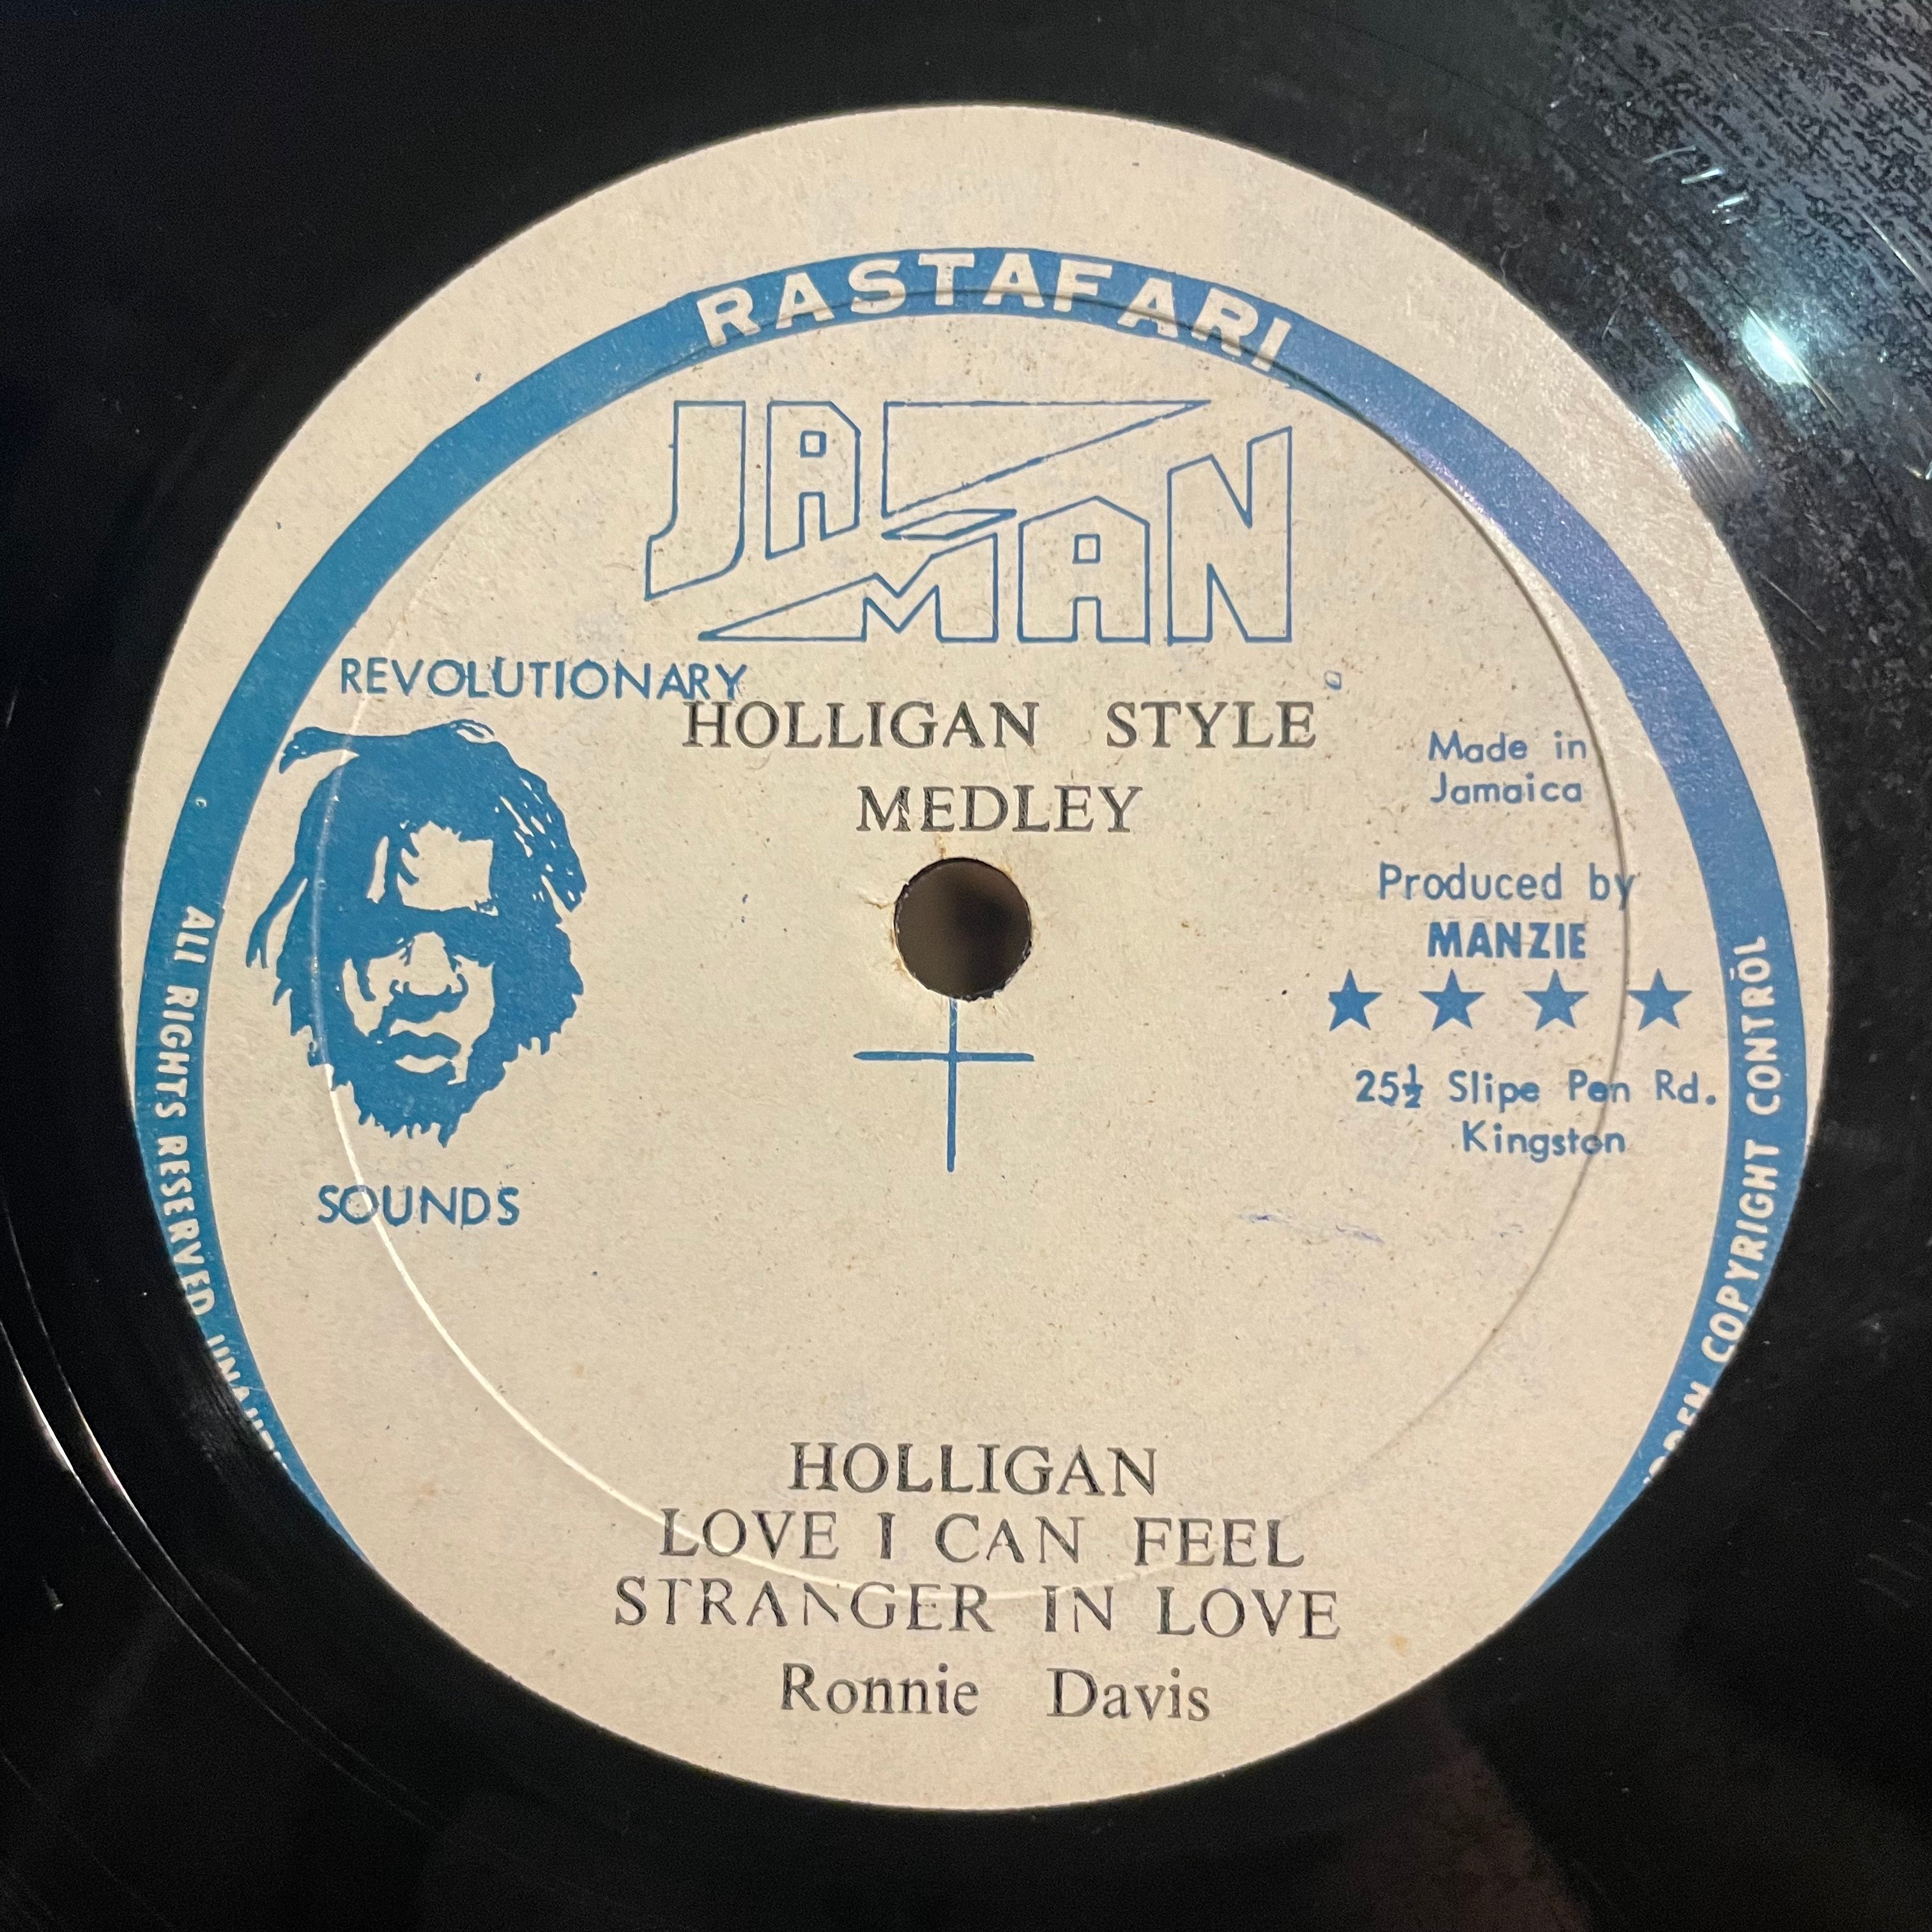 RASTAFARI
JAH MAN
REVOLUTIONARY
HOLLIGAN STYLE
MEDLEY
Made in
Jamaica
Produced by
MANZIE
25½ Slipe Pen Rd.
Kingston
SOUNDS
ALL RIGHTS RESERVED
COPYRIGHT CONTROL
HOLLIGAN
LOVE I CAN FEEL
STRANGER IN LOVE
Ronnie Davis